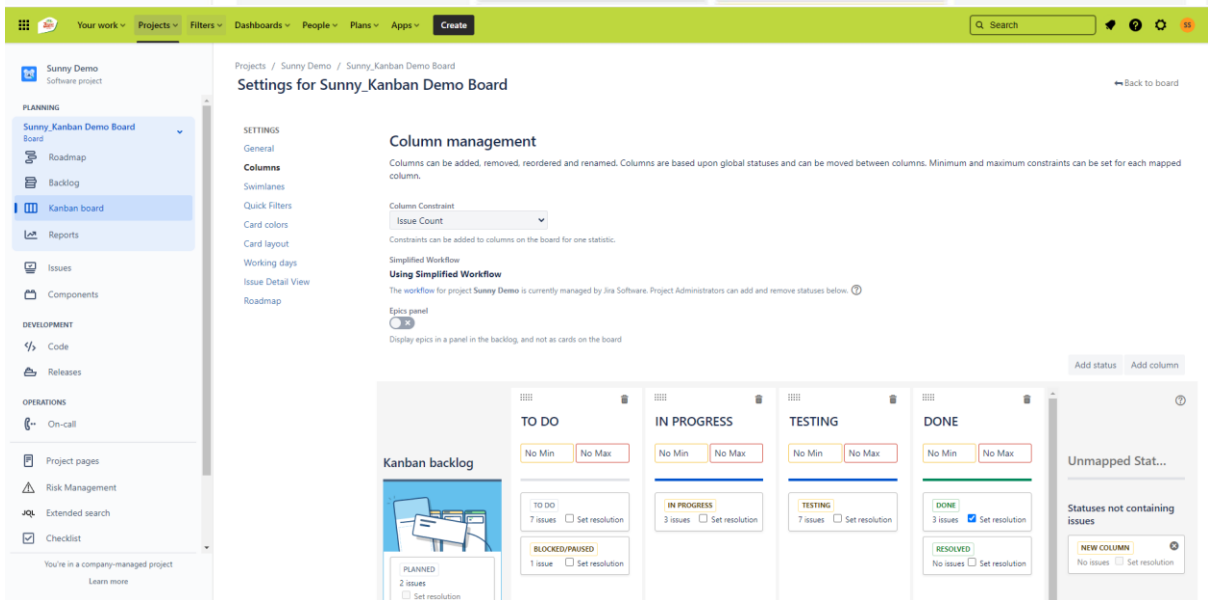 Your work Projects Filters Dashboards People Plans Apps Create Search SS
Sunny Demo
Software project
PLANNING
Sunny_Kanban Demo Board
Board
Roadmap
Backlog
Kanban board
Reports
Issues
Components
DEVELOPMENT
Code
Releases
OPERATIONS
On-call
Project pages
Risk Management
JQL Extended search
Checklist
You're in a company-managed project
Learn more
Projects / Sunny Demo / Sunny_Kanban Demo Board
Settings for Sunny_Kanban Demo Board
Back to board
SETTINGS
General
Columns
Swimlanes
Quick Filters
Card colors
Card layout
Working days
Issue Detail View
Roadmap
Column management
Columns can be added, removed, reordered and renamed. Columns are based upon global statuses and can be moved between columns. Minimum and maximum constraints can be set for each mapped
column.
Column Constraint
Issue Count
Constraints can be added to columns on the board for one statistic.
Simplified Workflow
Using Simplified Workflow
The workflow for project Sunny Demo is currently managed by Jira Software. Project Administrators can add and remove statuses below.
Epics panel
Display epics in a panel in the backlog, and not as cards on the board
Add status Add column
Kanban backlog
PLANNED
2 issues
Set resolution
TO DO
No Min No Max
TO DO
7 issues Set resolution
BLOCKED/PAUSED
1 issue Set resolution
IN PROGRESS
No Min No Max
IN PROGRESS
3 issues Set resolution
TESTING
No Min No Max
TESTING
7 issues Set resolution
DONE
No Min No Max
DONE
3 issues Set resolution
RESOLVED
No issues Set resolution
Unmapped Stat...
Statuses not containing
issues
NEW COLUMN
No issues Set resolution